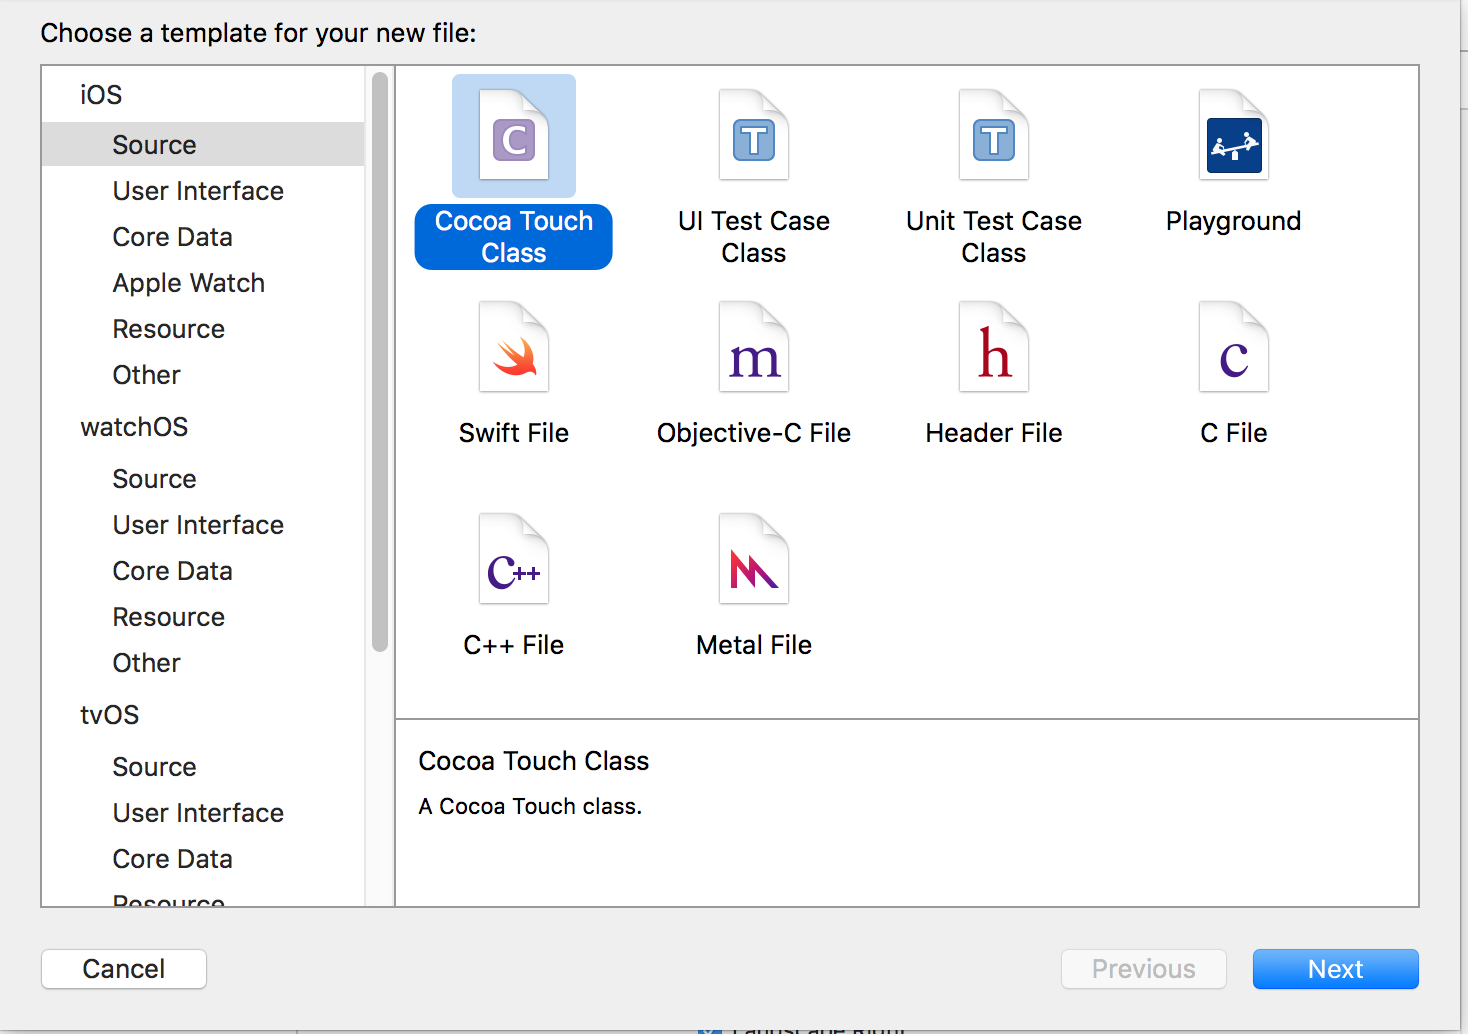 Choose a template for your new file:
iOS
Source
User Interface
Core Data
Apple Watch
Resource
Other
watchOS
Source
User Interface
Core Data
Resource
Other
tvOS
Source
User Interface
Core Data
Resource
C
Cocoa Touch
Class
T
UI Test Case
Class
T
Unit Test Case
Class
Playground
Swift File
m
Objective-C File
h
Header File
c
C File
C++
C++ File
Metal File
Cocoa Touch Class
A Cocoa Touch class.
Cancel
Previous
Next
Landscape Right